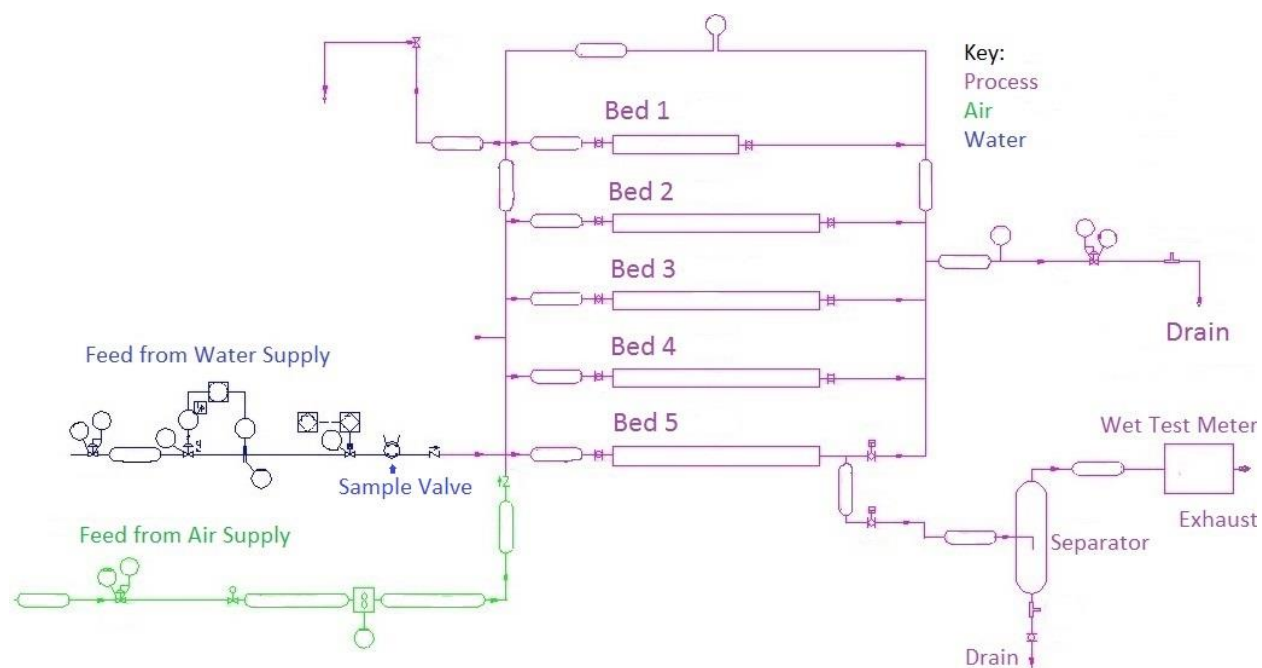 Key:
Process
Air
Water
Bed 1
Bed 2
Bed 3
Bed 4
Bed 5
Drain
Feed from Water Supply
Sample Valve
Feed from Air Supply
Wet Test Meter
Exhaust
Separator
Drain